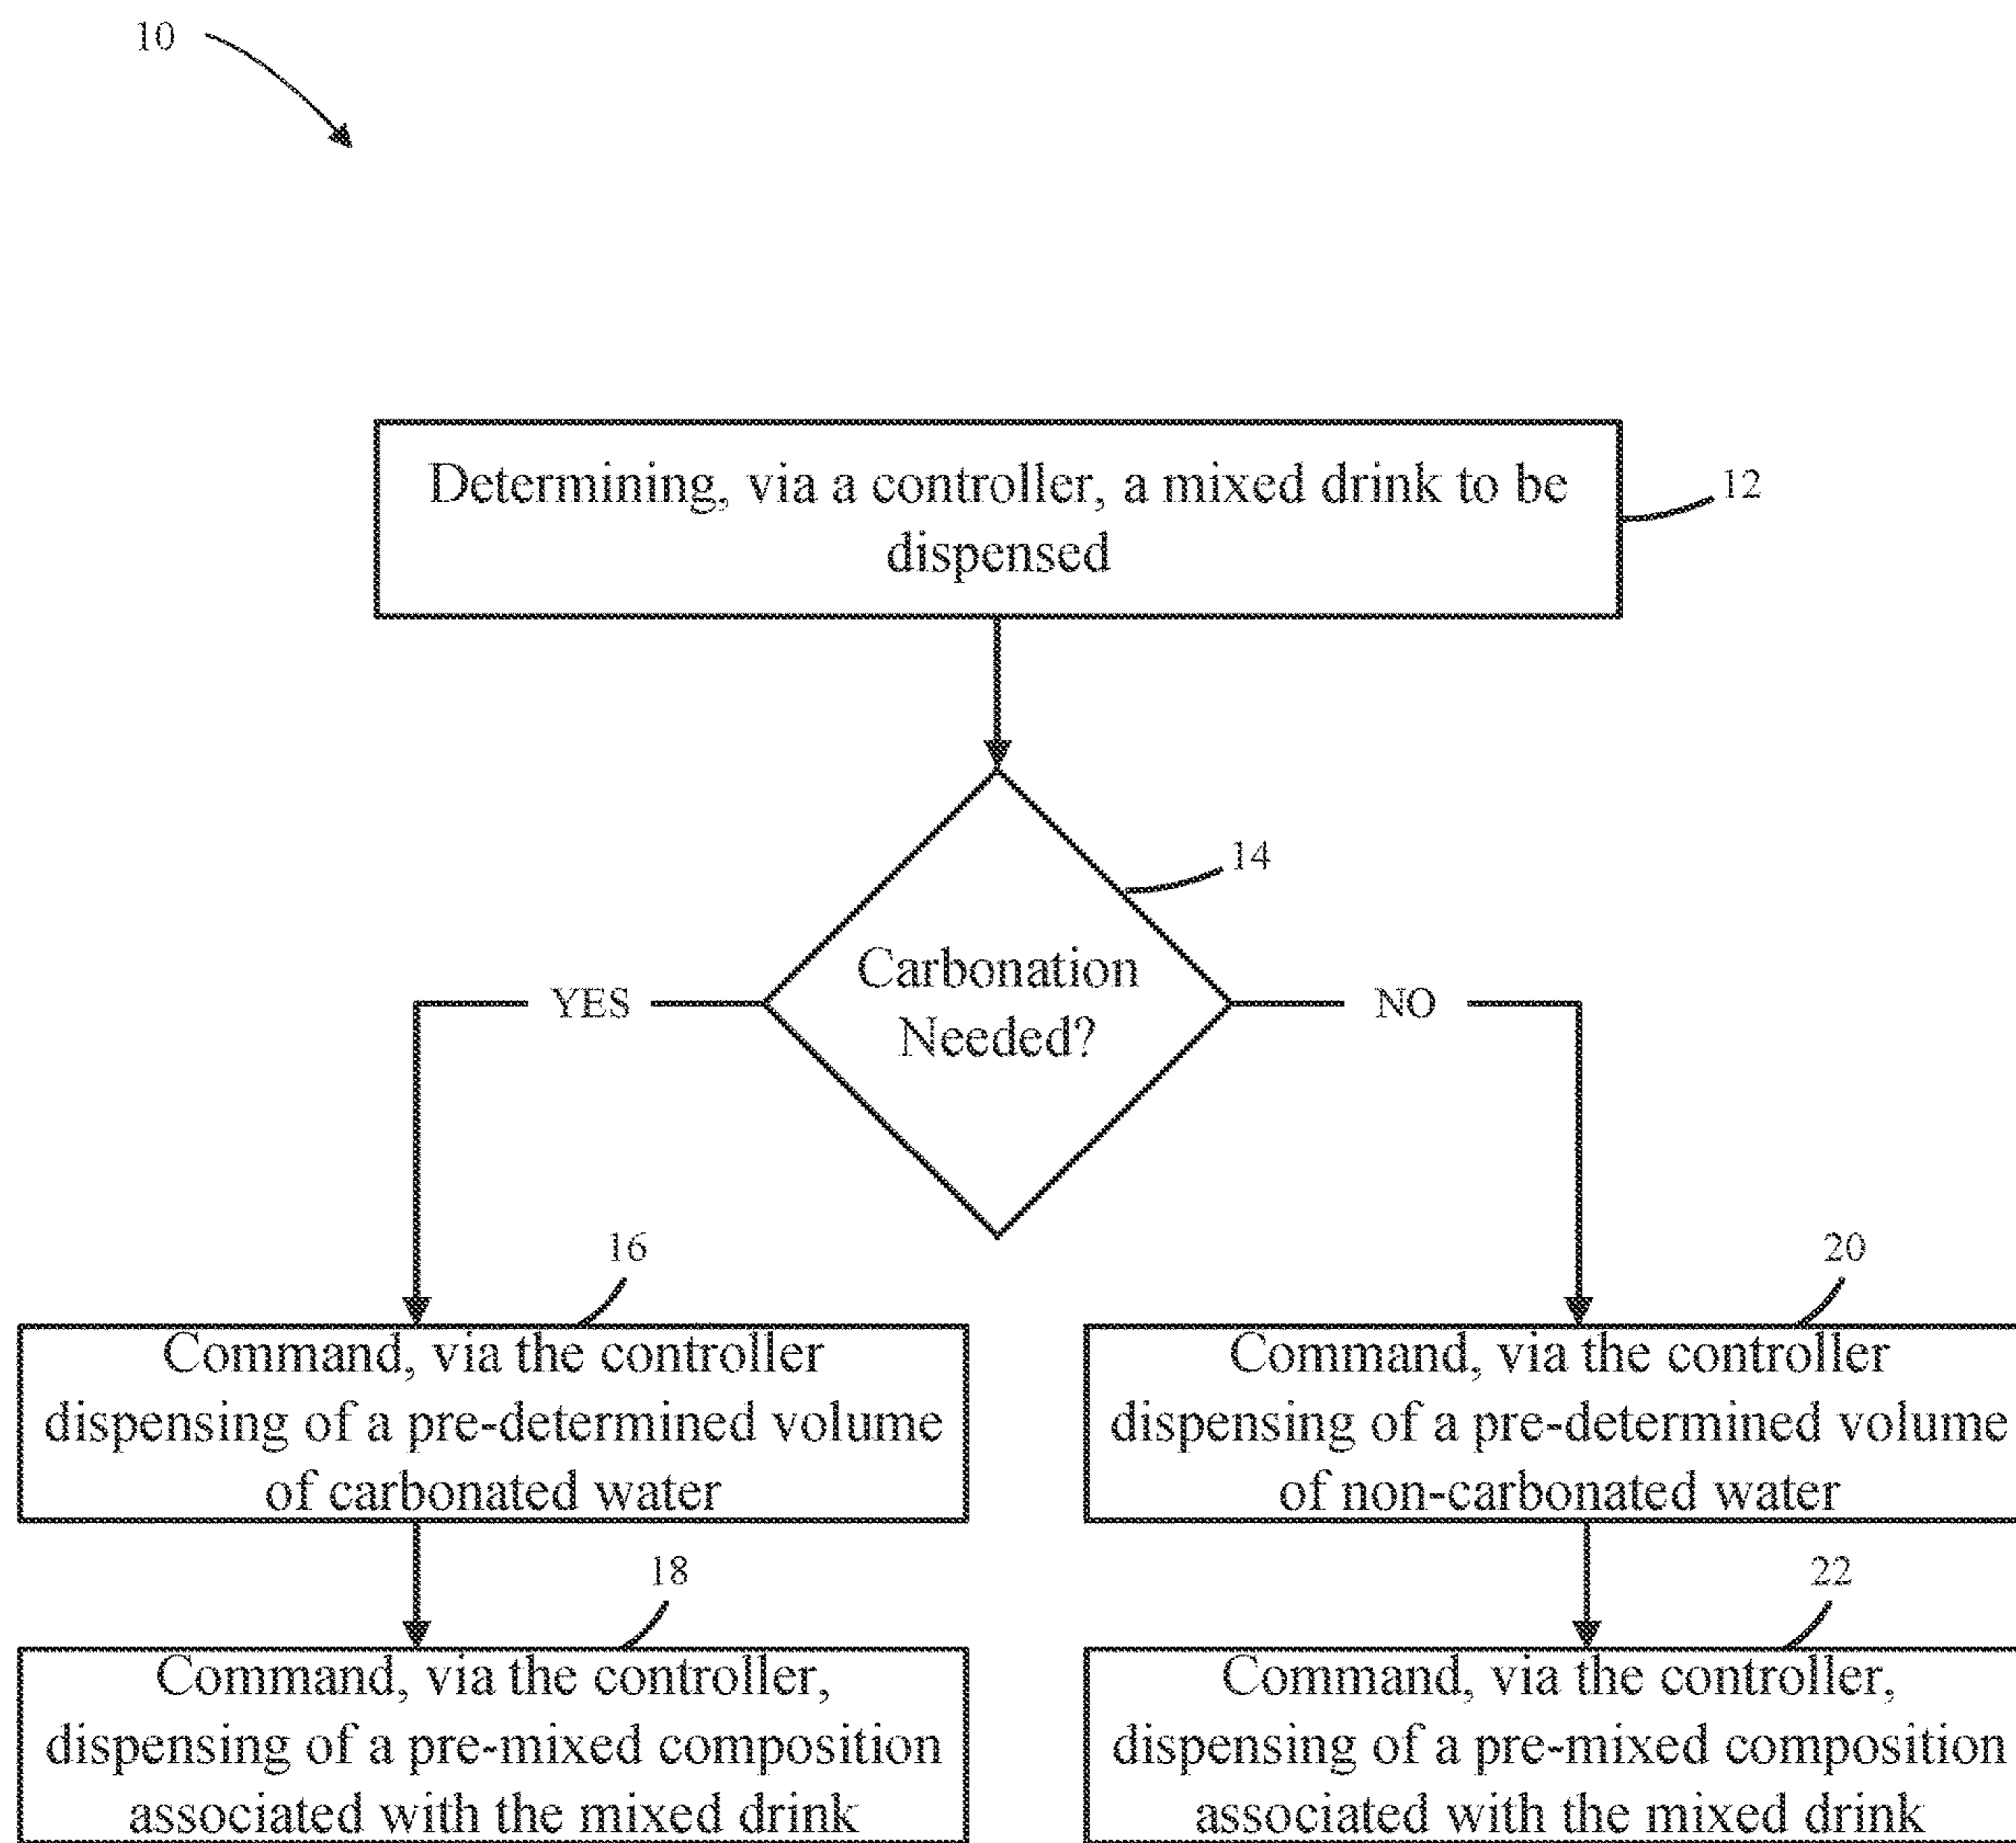 10
Determining, via a controller, a mixed drink to be
dispensed
12
14
Carbonation
Needed?
YES
NO
16
Command, via the controller
dispensing of a pre-determined volume
of carbonated water
20
Command, via the controller
dispensing of a pre-determined volume
of non-carbonated water
18
Command, via the controller,
dispensing of a pre-mixed composition
associated with the mixed drink
22
Command, via the controller,
dispensing of a pre-mixed composition
associated with the mixed drink